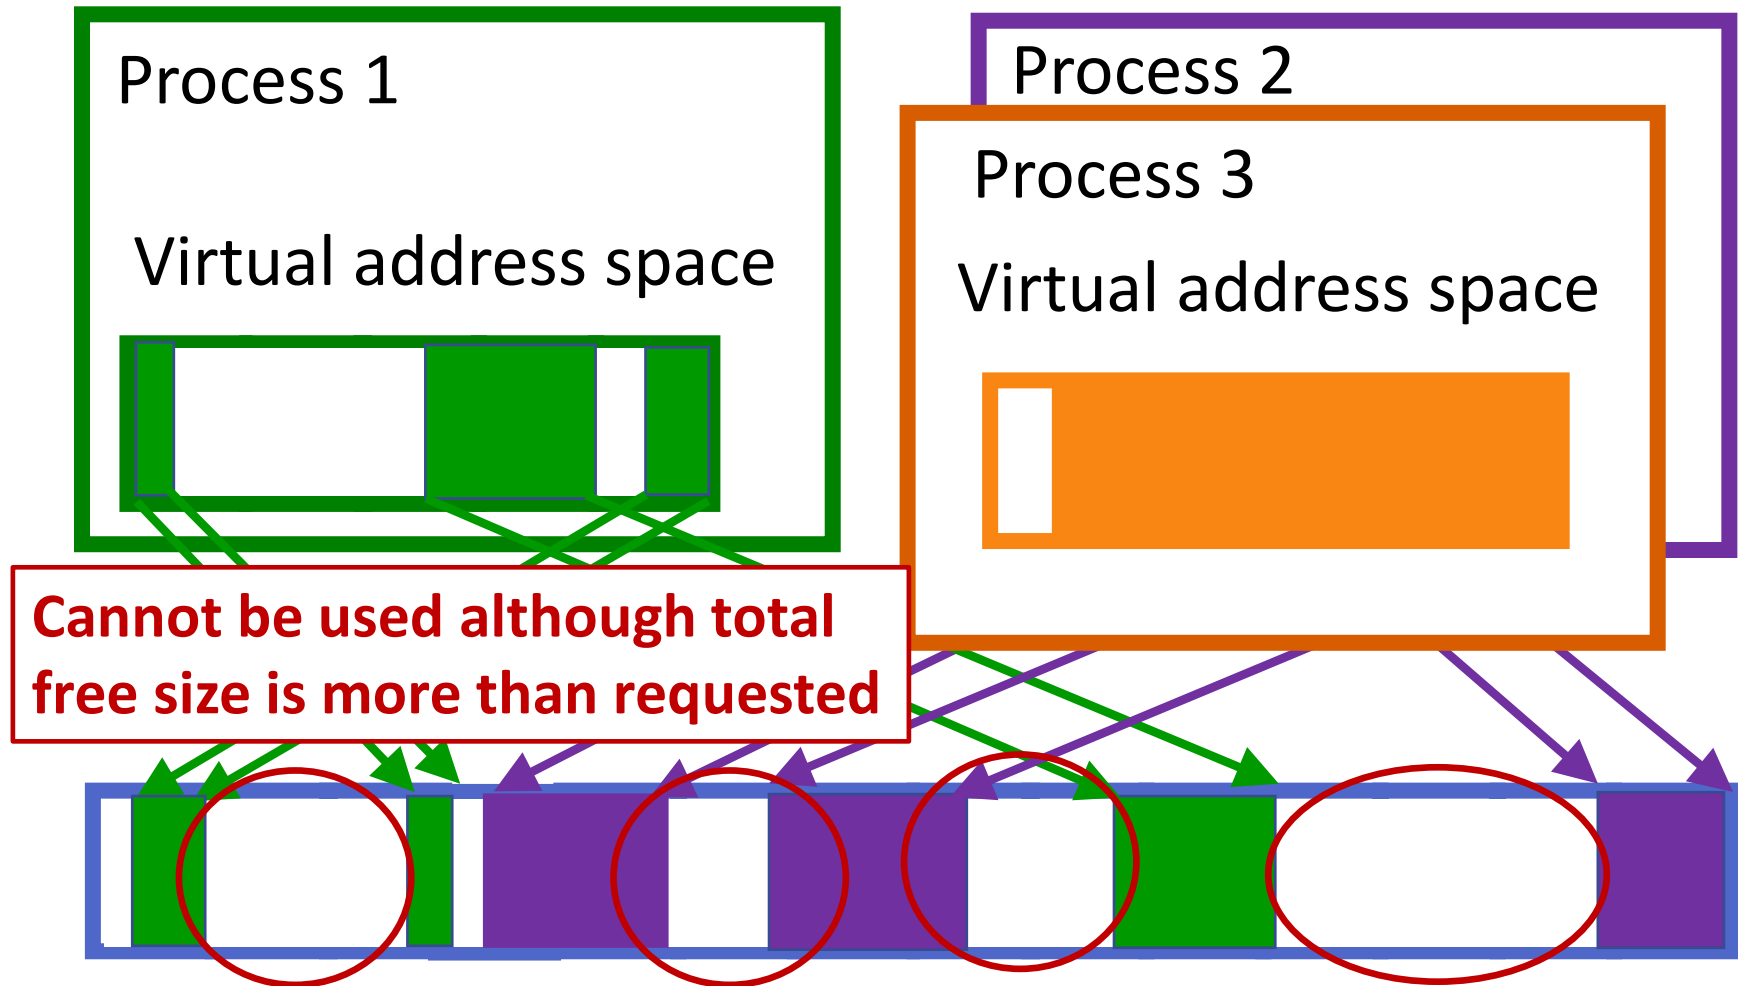 Process 1
Virtual address space
Process 2
Process 3
Virtual address space
Cannot be used although total
free size is more than requested